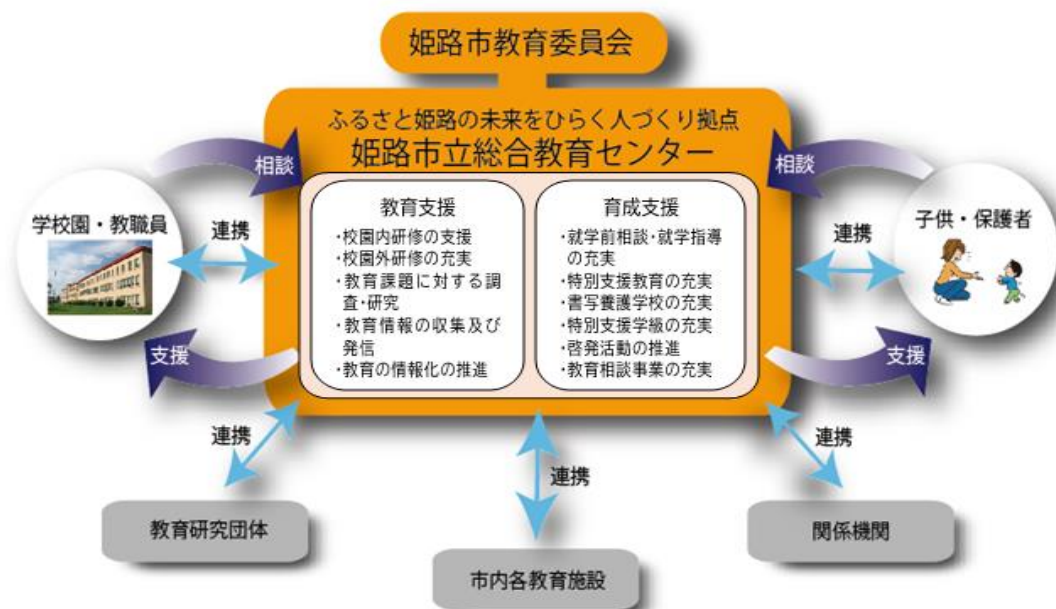 姫路市教育委員会
ふるさと姫路の未来をひらく人づくり拠点
姫路市立総合教育センター
相談
相談
学校園・教職員
連携
教育支援
・校園内研修の支援
・校園外研修の充実
・教育課題に対する調
査・研究
・教育情報の収集及び
発信
・教育の情報化の推進
育成支援
・就学前相談・就学指導
の充実
・特別支援教育の充実
・書写養護学校の充実
・特別支援学級の充実
・啓発活動の推進
・教育相談事業の充実
連携
子供・保護者
支援
支援
連携
連携
連携
教育研究団体
市内各教育施設
関係機関